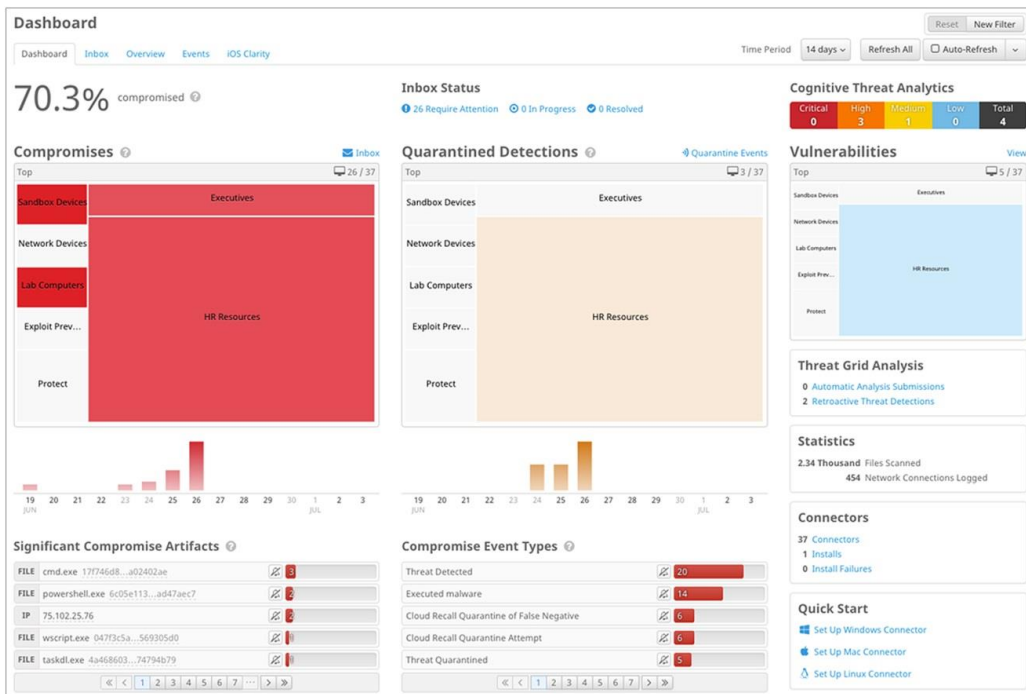 Dashboard
Reset New Filter
Dashboard Inbox Overview Events iOS Clarity
Time Period 14 days Refresh All Auto-Refresh
70.3% compromised
Inbox Status
26 Require Attention 0 In Progress 0 Resolved
Cognitive Threat Analytics
Critical High Medium Low Total
0 3 1 0 4
Compromises Inbox
Top 26 / 37
Sandbox Devices
Executives
Network Devices
Lab Computers
HR Resources
Exploit Prev...
Protect
19 20 21 22 23 24 25 26 27 28 29 30 1 2 3
JUN JUL
Quarantined Detections Quarantine Events
Top 3 / 37
Sandbox Devices
Executives
Network Devices
Lab Computers
HR Resources
Exploit Prev...
Protect
19 20 21 22 23 24 25 26 27 28 29 30 1 2 3
JUN JUL
Vulnerabilities View
Top 5 / 37
Sandbox Devices
Executives
Network Devices
Lab Computers
HR Resources
Exploit Prev...
Protect
Threat Grid Analysis
0 Automatic Analysis Submissions
2 Retroactive Threat Detections
Statistics
2.34 Thousand Files Scanned
454 Network Connections Logged
Connectors
37 Connectors
1 Installs
0 Install Failures
Quick Start
Set Up Windows Connector
Set Up Mac Connector
Set Up Linux Connector
Significant Compromise Artifacts
FILE cmd.exe 17f746d8...a02402ae 3
FILE powershell.exe 6c05e113...ad47aec7 2
IP 75.102.25.76 2
FILE wscript.exe 047f3c5a...569305d0
FILE taskdl.exe 4a468603...74794b79
« < 1 2 3 4 5 6 7 ... > »
Compromise Event Types
Threat Detected 20
Executed malware 14
Cloud Recall Quarantine of False Negative 6
Cloud Recall Quarantine Attempt 6
Threat Quarantined 5
« < 1 2 3 4 5 6 7 > »